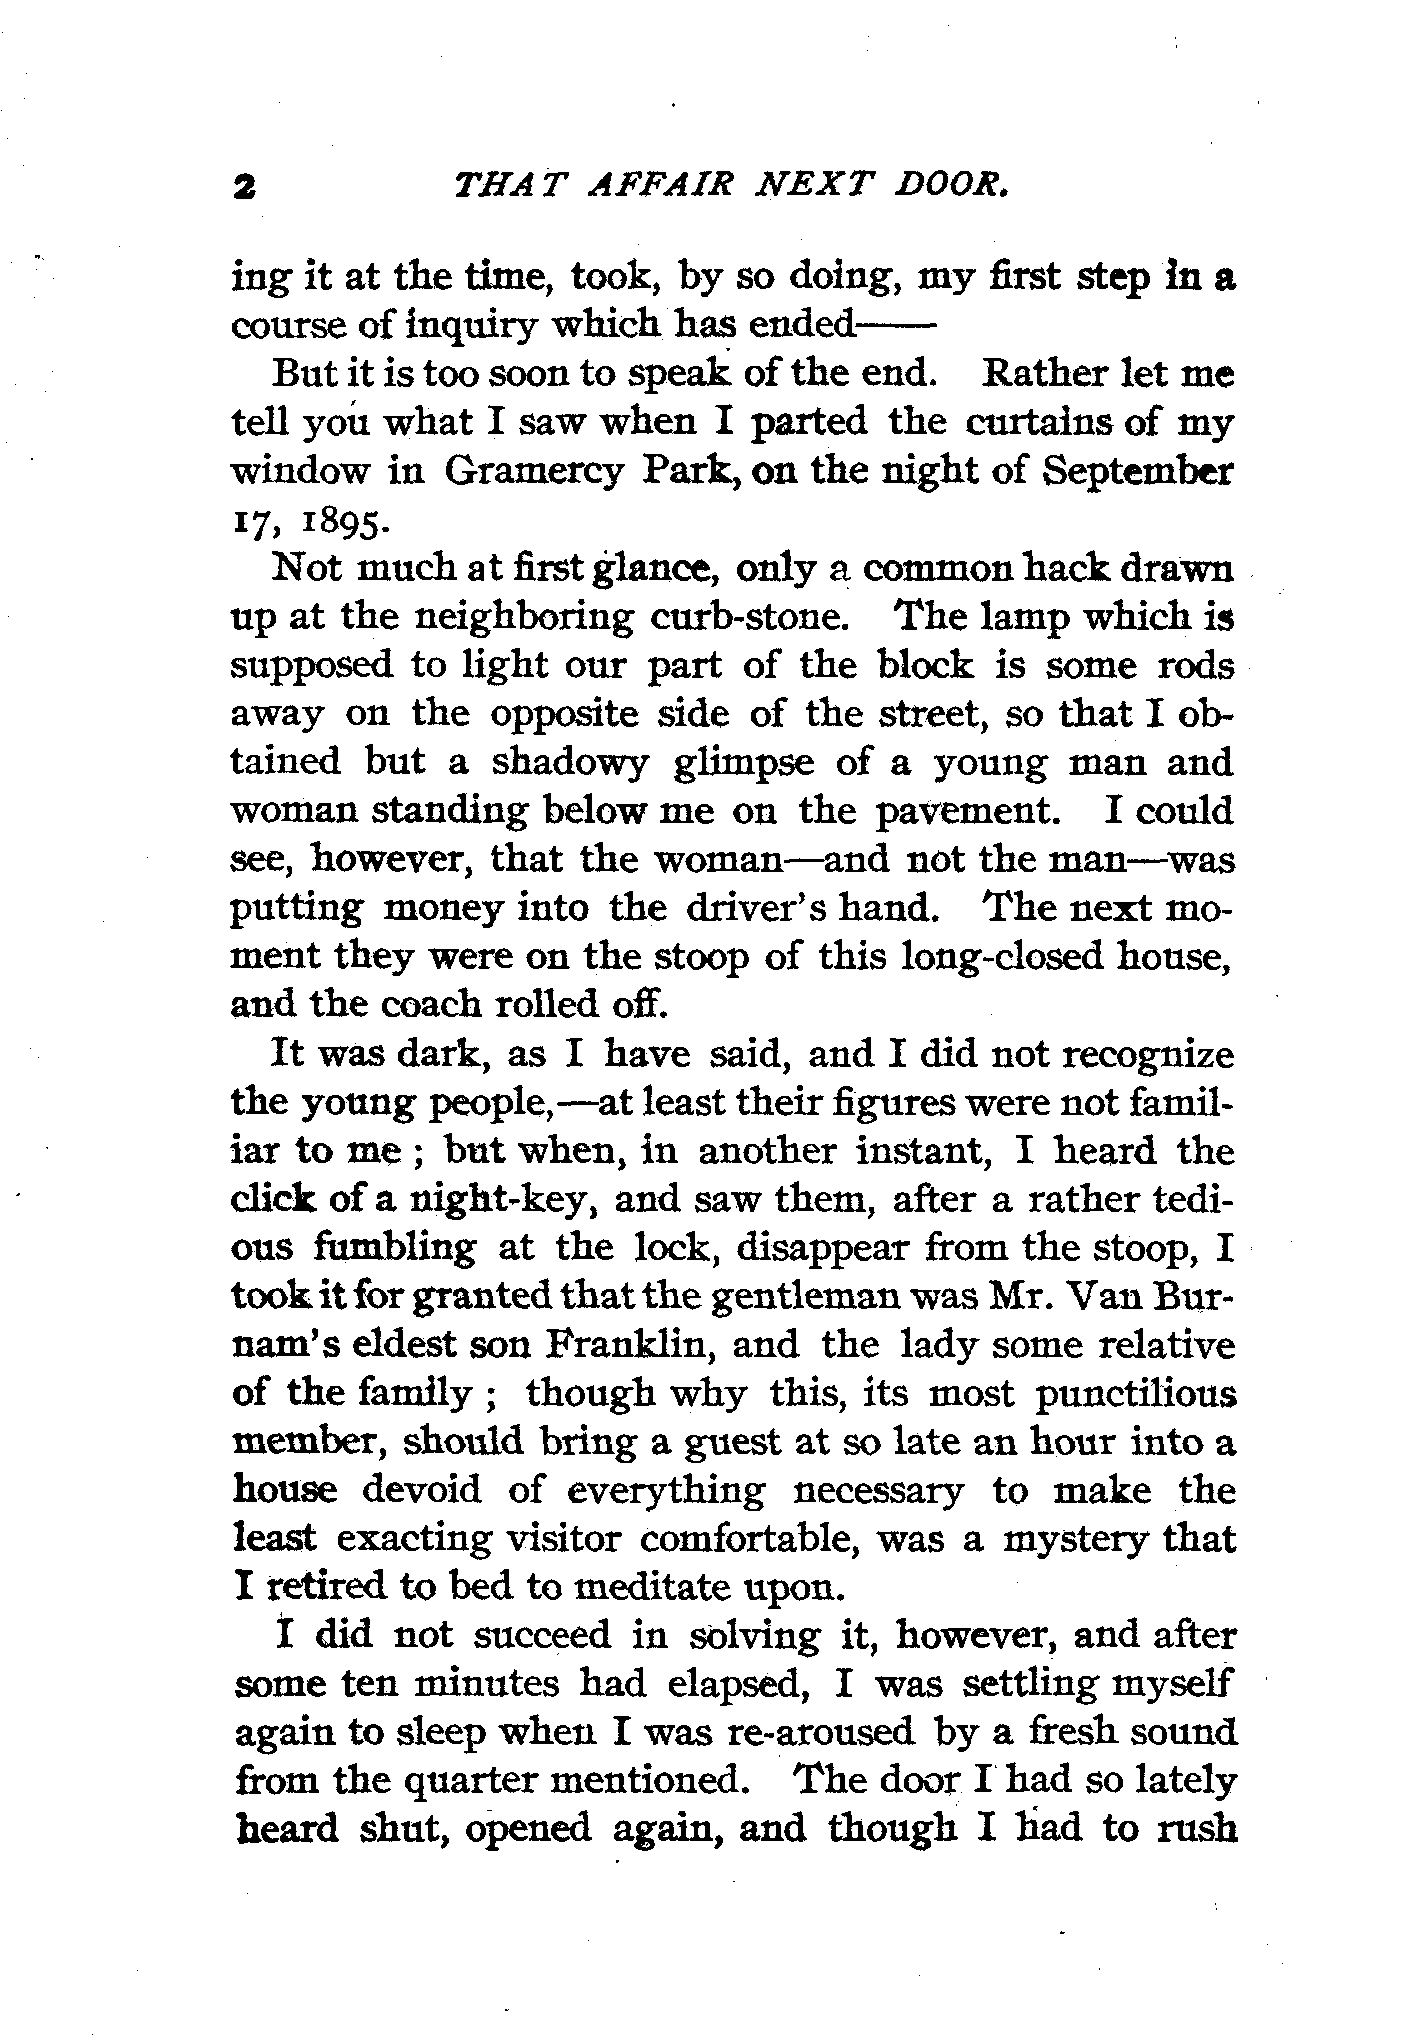 2 THAT AFFAIR NEXT DOOR.
ing it at the time, took, by so doing, my first step in a
course of inquiry which has ended——
But it is too soon to speak of the end. Rather let me
tell you what I saw when I parted the curtains of my
window in Gramercy Park, on the night of September
17, 1895.
Not much at first glance, only a common hack drawn
up at the neighboring curb-stone. The lamp which is
supposed to light our part of the block is some rods
away on the opposite side of the street, so that I ob-
tained but a shadowy glimpse of a young man and
woman standing below me on the pavement. I could
see, however, that the woman—and not the man—was
putting money into the driver's hand. The next mo-
ment they were on the stoop of this long-closed house,
and the coach rolled off.
It was dark, as I have said, and I did not recognize
the young people,—at least their figures were not famil-
iar to me ; but when, in another instant, I heard the
click of a night-key, and saw them, after a rather tedi-
ous fumbling at the lock, disappear from the stoop, I
took it for granted that the gentleman was Mr. Van Bur-
nam's eldest son Franklin, and the lady some relative
of the family ; though why this, its most punctilious
member, should bring a guest at so late an hour into a
house devoid of everything necessary to make the
least exacting visitor comfortable, was a mystery that
I retired to bed to meditate upon.
I did not succeed in solving it, however, and after
some ten minutes had elapsed, I was settling myself
again to sleep when I was re-aroused by a fresh sound
from the quarter mentioned. The door I had so lately
heard shut, opened again, and though I had to rush